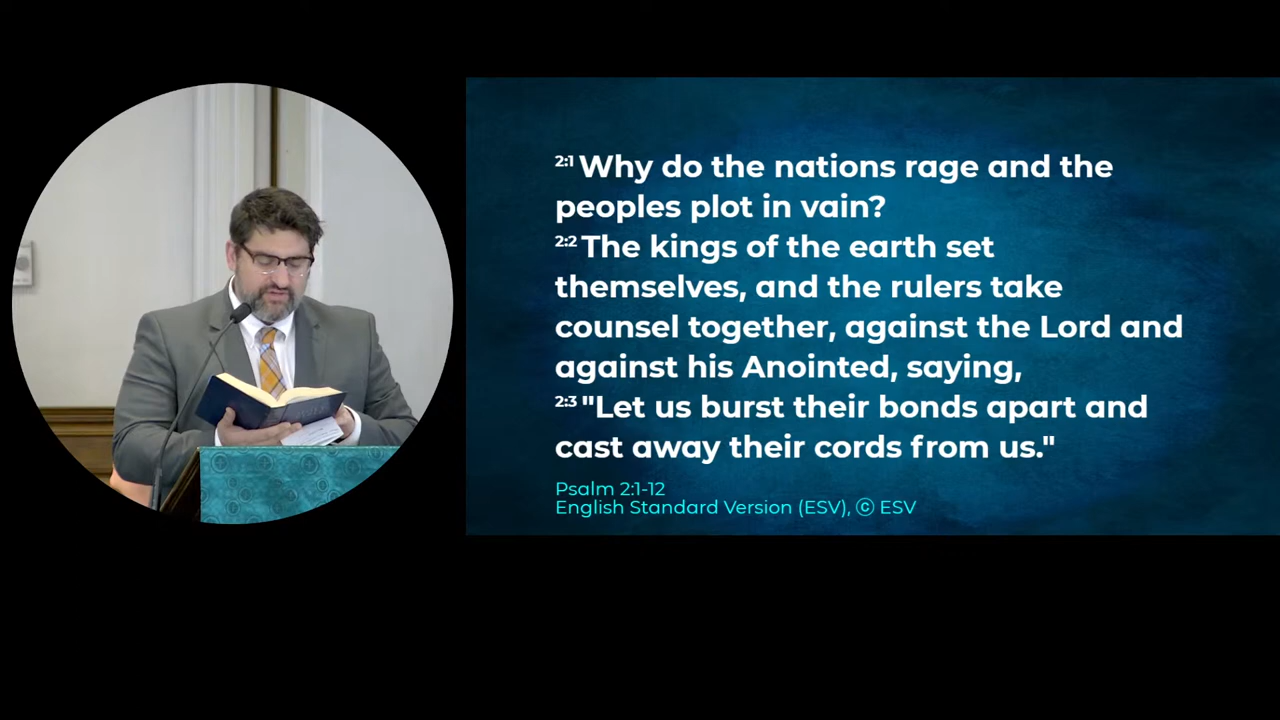 2:1 Why do the nations rage and the
peoples plot in vain?
2:2 The kings of the earth set
themselves, and the rulers take
counsel together, against the Lord and
against his Anointed, saying,
2:3 "Let us burst their bonds apart and
cast away their cords from us."
Psalm 2:1-12
English Standard Version (ESV), © ESV